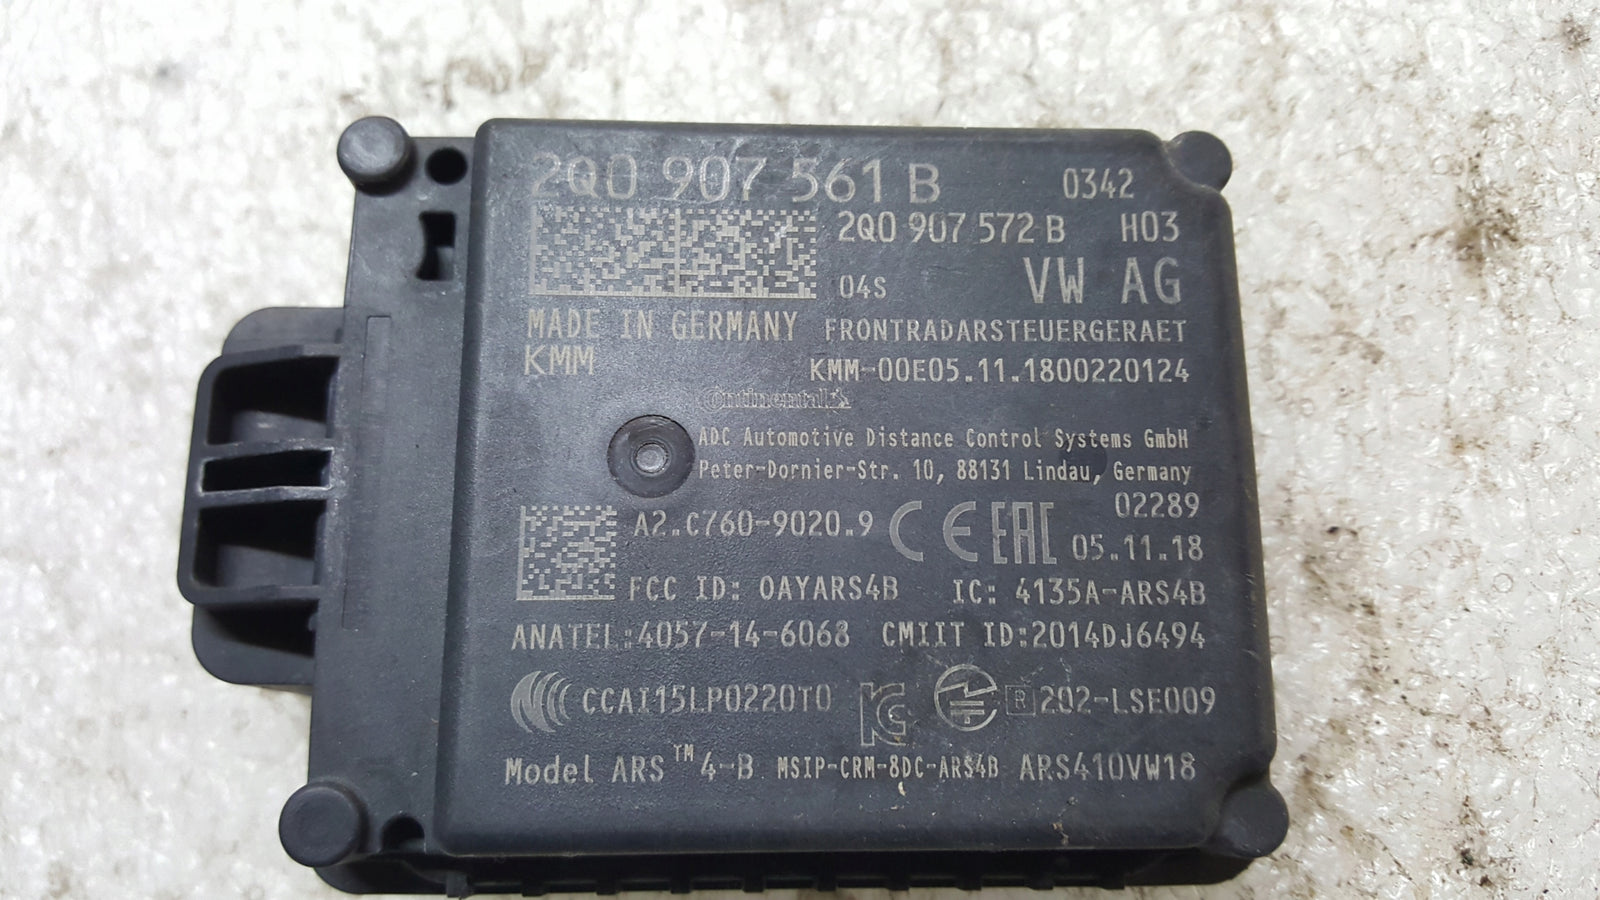 2Q0 907 561 B 0342
2Q0 907 572 B H03
04S VW AG
MADE IN GERMANY FRONTRADARSTEUERGERAET
KMM KMM-00E05.11.1800220124
Continental
ADC Automotive Distance Control Systems GmbH
Peter-Dornier-Str. 10, 88131 Lindau, Germany
02289
A2.C760-9020.9 CE EAC 05.11.18
FCC ID: OAYARS4B IC: 4135A-ARS4B
ANATEL:4057-14-6068 CMIIT ID:2014DJ6494
CCAI15LP0220T0 KC R 202-LSE009
Model ARS™4-B MSIP-CRM-8DC-ARS4B ARS410VW18